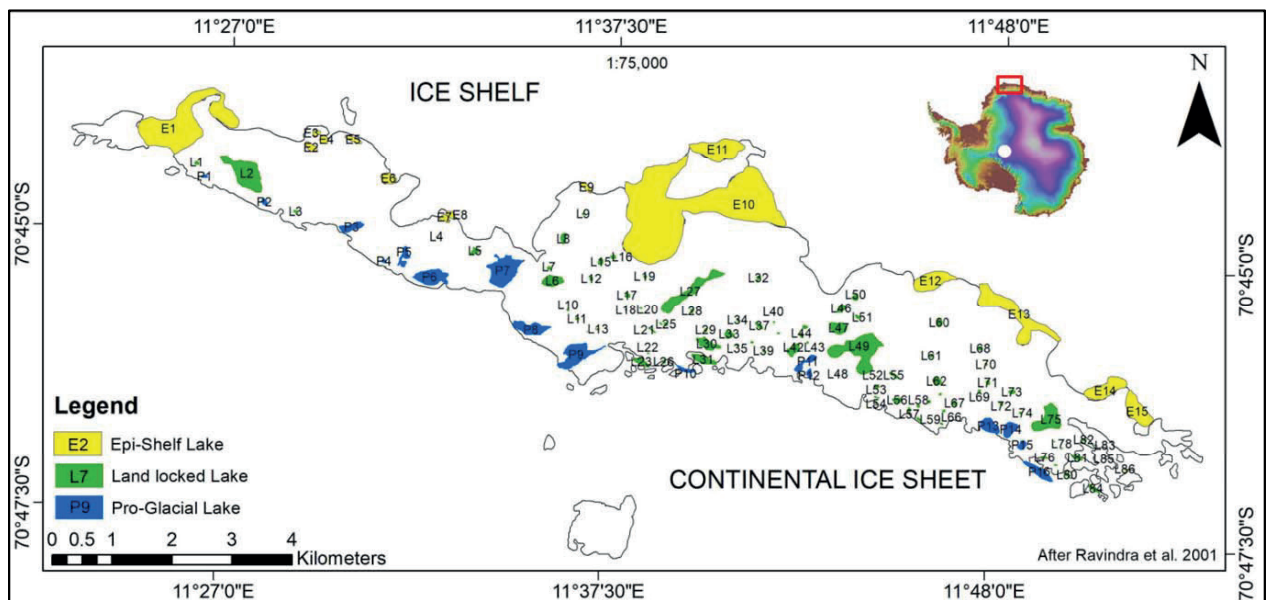 11°27'0"E 11°37'30"E 11°48'0"E
1:75,000
N
ICE SHELF
E1
E3
E4
E5
E2
E11
L1
P1
L2
E6
E9
P2
L3
E7
E8
L9
E10
P3
L4
L8
70°45'0"S
P5
L5
L16
P4
L15
P6
P7
L7
L6
L12
L19
L32
E12
70°45'0"S
L17
L27
L50
E13
L10
L18
L20
L28
L40
L46
L51
L11
L25
L34
L37
L60
P8
L13
L21
L29
L33
L44
L47
P9
L22
L30
L35
L39
L42
L43
L49
L61
L68
L23
L26
L31
P11
L70
P10
P12
L48
L52
L55
L62
L71
E14
L53
L69
L73
L54
L56
L58
L67
L72
E15
L57
L59
L66
L74
L75
P13
P14
P15
L78
L82
L83
L76
L81
L85
P16
L80
L86
L84
CONTINENTAL ICE SHEET
Legend
E2 Epi-Shelf Lake
L7 Land locked Lake
P9 Pro-Glacial Lake
70°47'30"S
0 0.5 1 2 3 4
Kilometers
After Ravindra et al. 2001
70°47'30"S
11°27'0"E 11°37'30"E 11°48'0"E